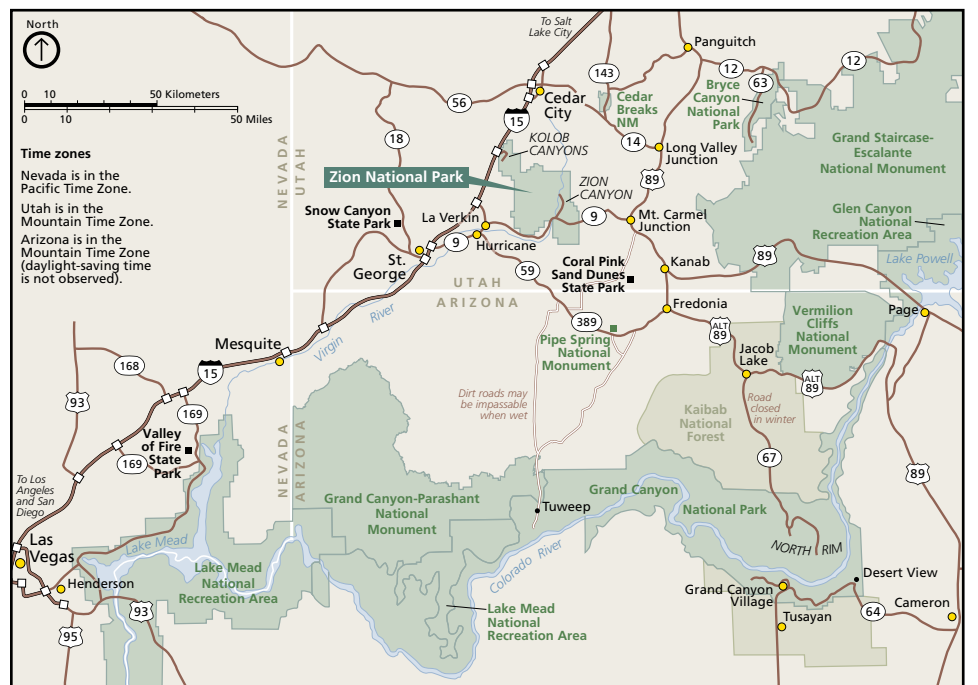 North
0 10 50 Kilometers
0 10 50 Miles
Time zones
Nevada is in the
Pacific Time Zone.
Utah is in the
Mountain Time Zone.
Arizona is in the
Mountain Time Zone
(daylight-saving time
is not observed).
To Salt
Lake City
Panguitch
143
12
12
63
56
Cedar
City
15
Cedar
Breaks
NM
Bryce
Canyon
National
Park
18
KOLOB
CANYONS
14
Long Valley
Junction
Grand Staircase-
Escalante
National Monument
NEVADA
UTAH
Zion National Park
ZION
CANYON
89
Snow Canyon
State Park
La Verkin
9
Mt. Carmel
Junction
Glen Canyon
National
Recreation Area
9
Hurricane
St.
George
59
Coral Pink
Sand Dunes
State Park
Kanab
89
Lake Powell
UTAH
ARIZONA
Fredonia
Page
Virgin
River
389
ALT
89
Vermilion
Cliffs
National
Monument
Pipe Spring
National
Monument
Mesquite
Jacob
Lake
ALT
89
168
15
93
169
Dirt roads may
be impassable
when wet
Road
closed
in winter
Kaibab
National
Forest
Valley
of Fire
State
Park
169
NEVADA
ARIZONA
67
89
To Los
Angeles
and San
Diego
Grand Canyon-Parashant
National
Monument
Tuweep
Grand Canyon
National Park
Las
Vegas
Lake Mead
NORTH RIM
Colorado River
Henderson
Lake Mead
National
Recreation Area
Desert View
Grand Canyon
Village
93
Lake Mead
National
Recreation Area
Tusayan
64
Cameron
95